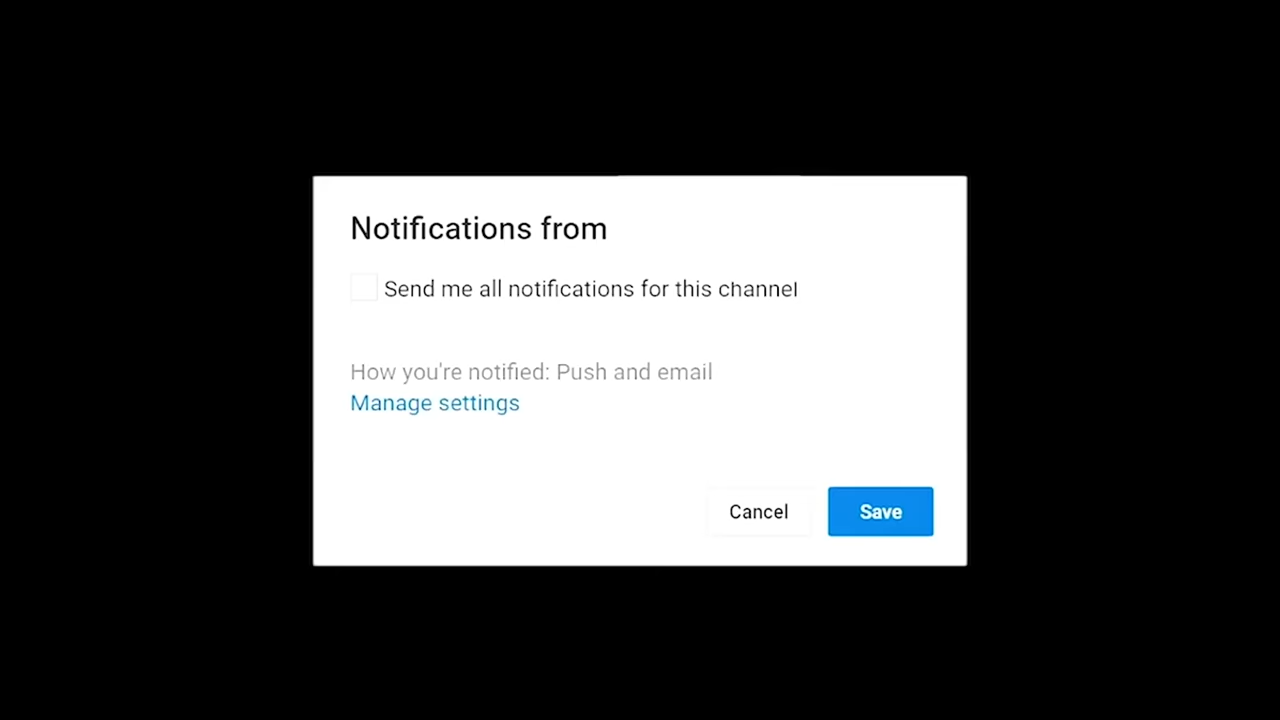 Notifications from
Send me all notifications for this channel
How you're notified: Push and email
Manage settings
Cancel
Save